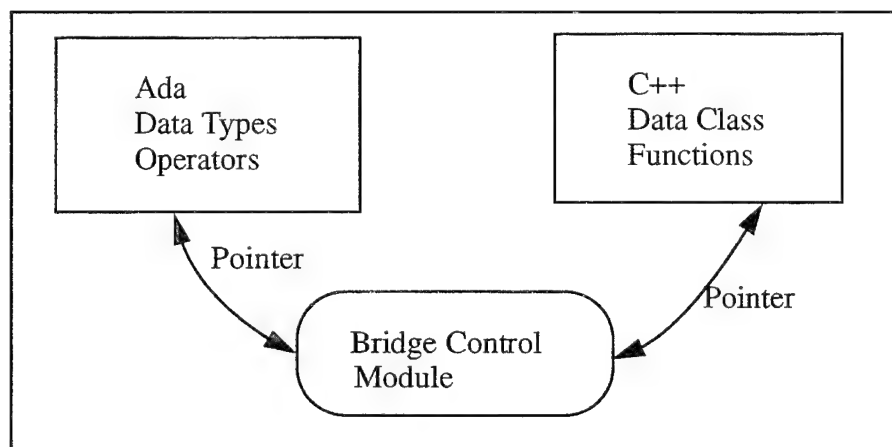 Ada
Data Types
Operators
C++
Data Class
Functions
Pointer
Pointer
Bridge Control
Module